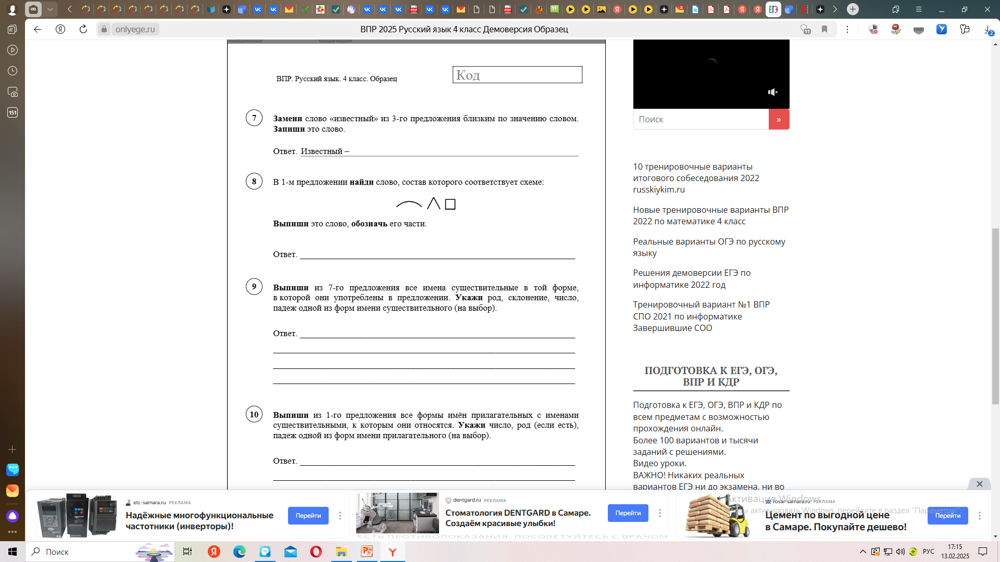 onlyege.ru
ВПР 2025 Русский язык 4 класс Демоверсия Образец
11
2
151
ВПР. Русский язык. 4 класс. Образец
Код
7
Замени слово «известный» из 3-го предложения близким по значению словом.
Запиши это слово.
Ответ. Известный –
8
В 1-м предложении найди слово, состав которого соответствует схеме:
Выпиши это слово, обозначь его части.
Ответ.
9
Выпиши из 7-го предложения все имена существительные в той форме,
в которой они употреблены в предложении. Укажи род, склонение, число,
падеж одной из форм имени существительного (на выбор).
Ответ.
10
Выпиши из 1-го предложения все формы имён прилагательных с именами
существительными, к которым они относятся. Укажи число, род (если есть),
падеж одной из форм имени прилагательного (на выбор).
Ответ.
Поиск
»
10 тренировочные варианты
итогового собеседования 2022
russkiykim.ru
Новые тренировочные варианты ВПР
2022 по математике 4 класс
Реальные варианты ОГЭ по русскому
языку
Решения демоверсии ЕГЭ по
информатике 2022 год
Тренировочный вариант №1 ВПР
СПО 2021 по информатике
Завершившие СОО
ПОДГОТОВКА К ЕГЭ, ОГЭ,
ВПР И КДР
Подготовка к ЕГЭ, ОГЭ, ВПР и КДР по
всем предметам с возможностью
прохождения онлайн.
Более 100 вариантов и тысячи
заданий с решениями.
Видео уроки.
ВАЖНО! Никаких реальных
вариантов ЕГЭ ни до экзамена, ни во
etc-samara.ru РЕКЛАМА
Надёжные многофункциональные
частотники (инверторы)!
Перейти
dentgard.ru РЕКЛАМА
Стоматология DENTGARD в Самаре.
Создаём красивые улыбки!
Перейти
ЕСТЬ ПРОТИВОПОКАЗАНИЯ. ПОСОВЕТУЙТЕСЬ С ВРАЧОМ
Активация Windows
rosar-samara.ru РЕКЛАМА
активировать Windows, перейдите в раздел "Параметры".
Цемент по выгодной цене
в Самаре. Покупайте дешево!
Перейти
Поиск
РУС
17:15
13.02.2025